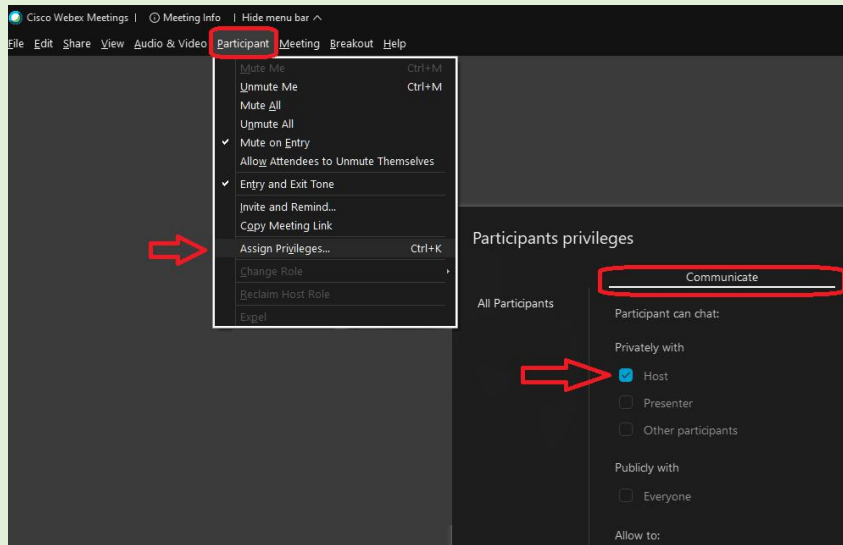 Cisco Webex Meetings | Meeting Info | Hide menu bar
File Edit Share View Audio & Video Participant Meeting Breakout Help
Mute Me Ctrl+M
Unmute Me Ctrl+M
Mute All
Unmute All
Mute on Entry
Allow Attendees to Unmute Themselves
Entry and Exit Tone
Invite and Remind...
Copy Meeting Link
Assign Privileges... Ctrl+K
Change Role
Reclaim Host Role
Expel
Participants privileges
Communicate
All Participants
Participant can chat:
Privately with
Host
Presenter
Other participants
Publicly with
Everyone
Allow to: